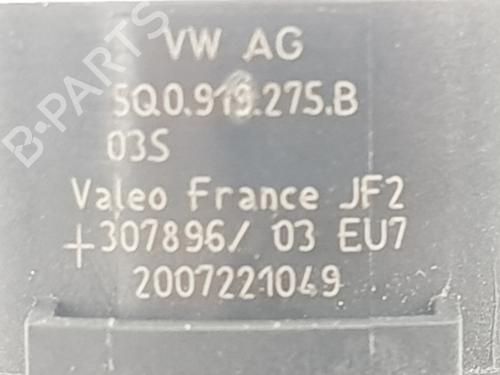 VW AG
5Q0.919.275.B
03S
Valeo France JF2
+307896/ 03 EU7
2007221049
B-PARTS